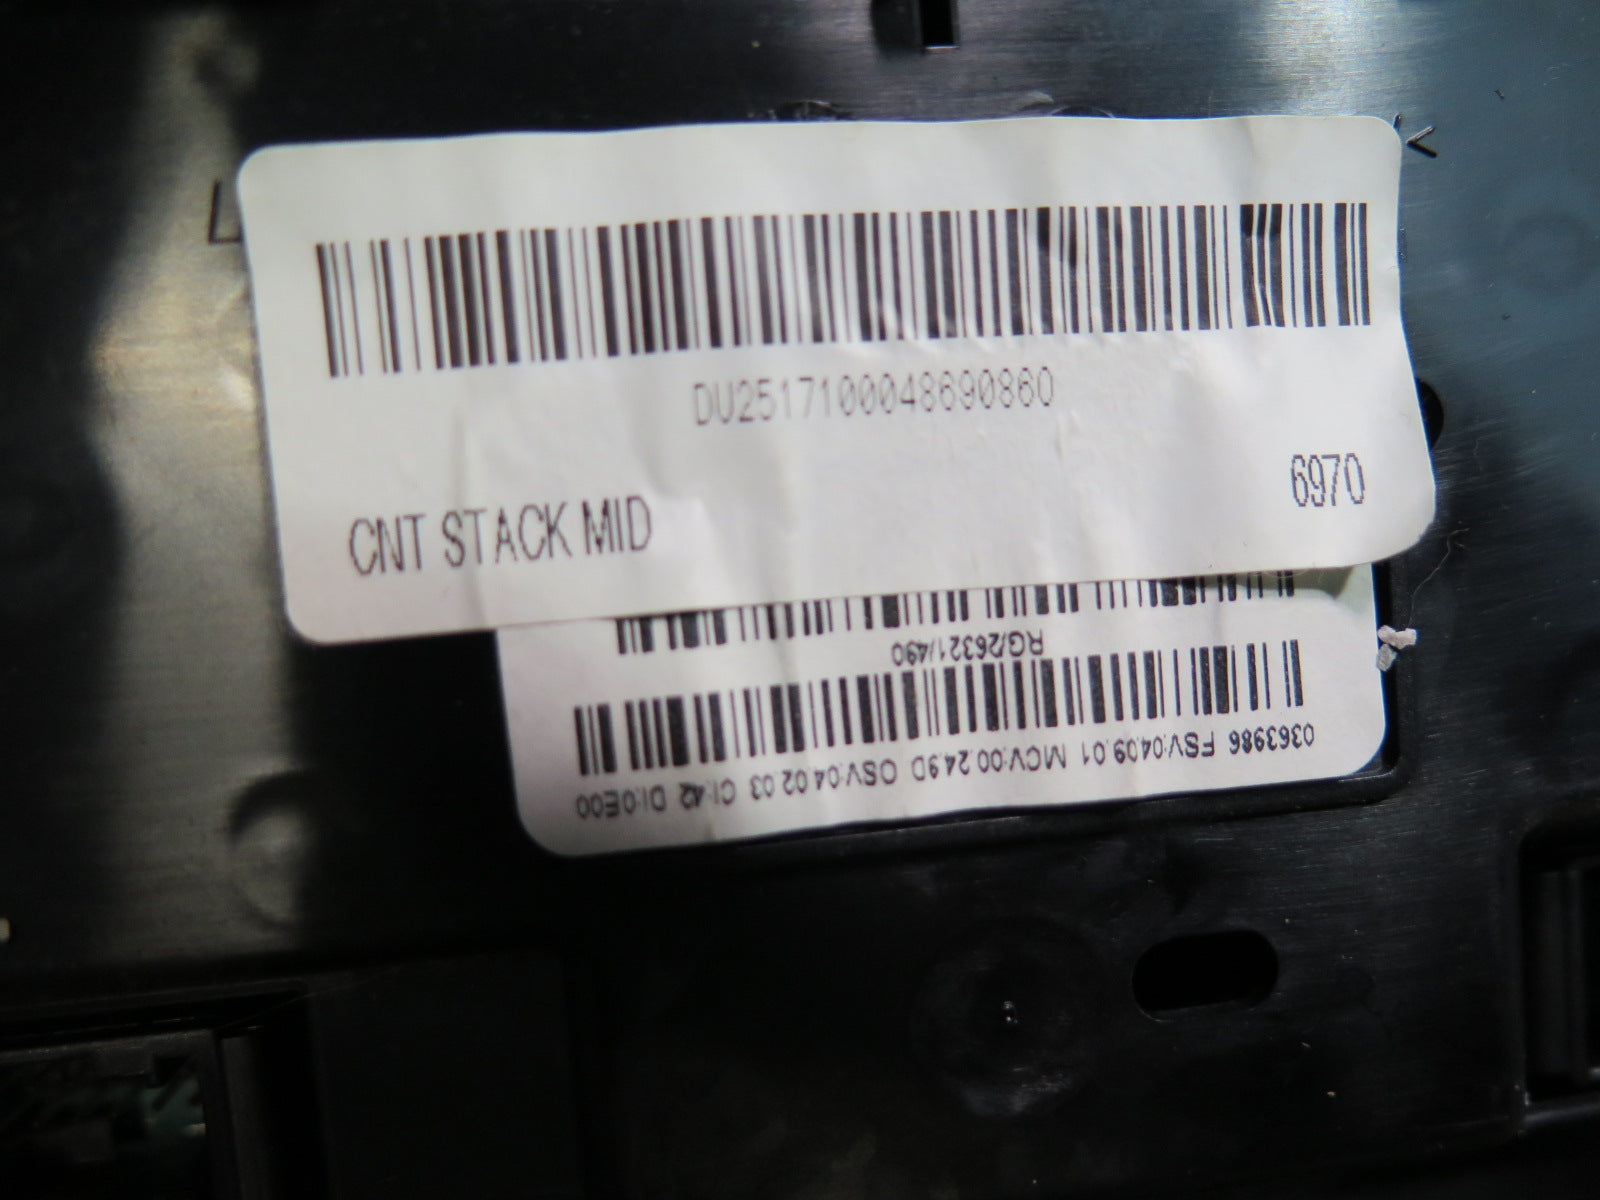 DU2517100048690860
6970
CNT STACK MID
RG/26321/490
0363986 FSV:04.09.01 MCV:00.24.9D OSV:04.02.03 CI:42 DI:0E00